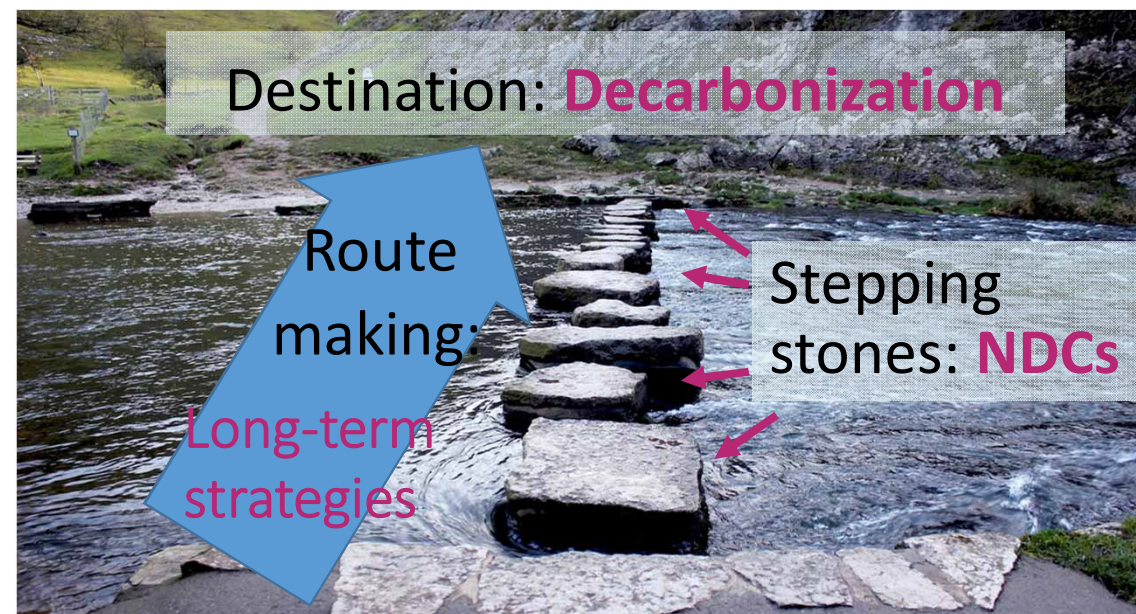 Destination: Decarbonization
Route
making:
Long-term
strategies
Stepping
stones: NDCs